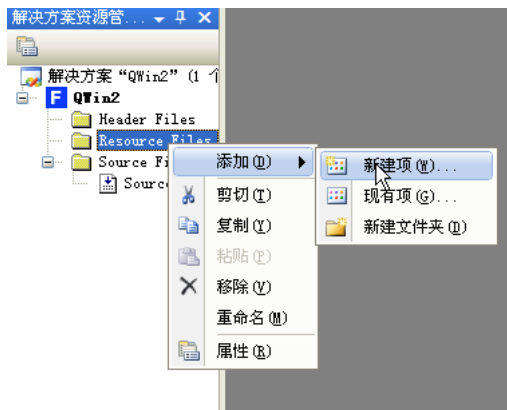 解决方案资源管...
解决方案 “QWin2” (1 个
QWin2
Header Files
Resource Files
Source Fi
Source
添加(D)
剪切(T)
复制(Y)
粘贴(P)
移除(V)
重命名(M)
属性(R)
新建项(W)...
现有项(G)...
新建文件夹(D)